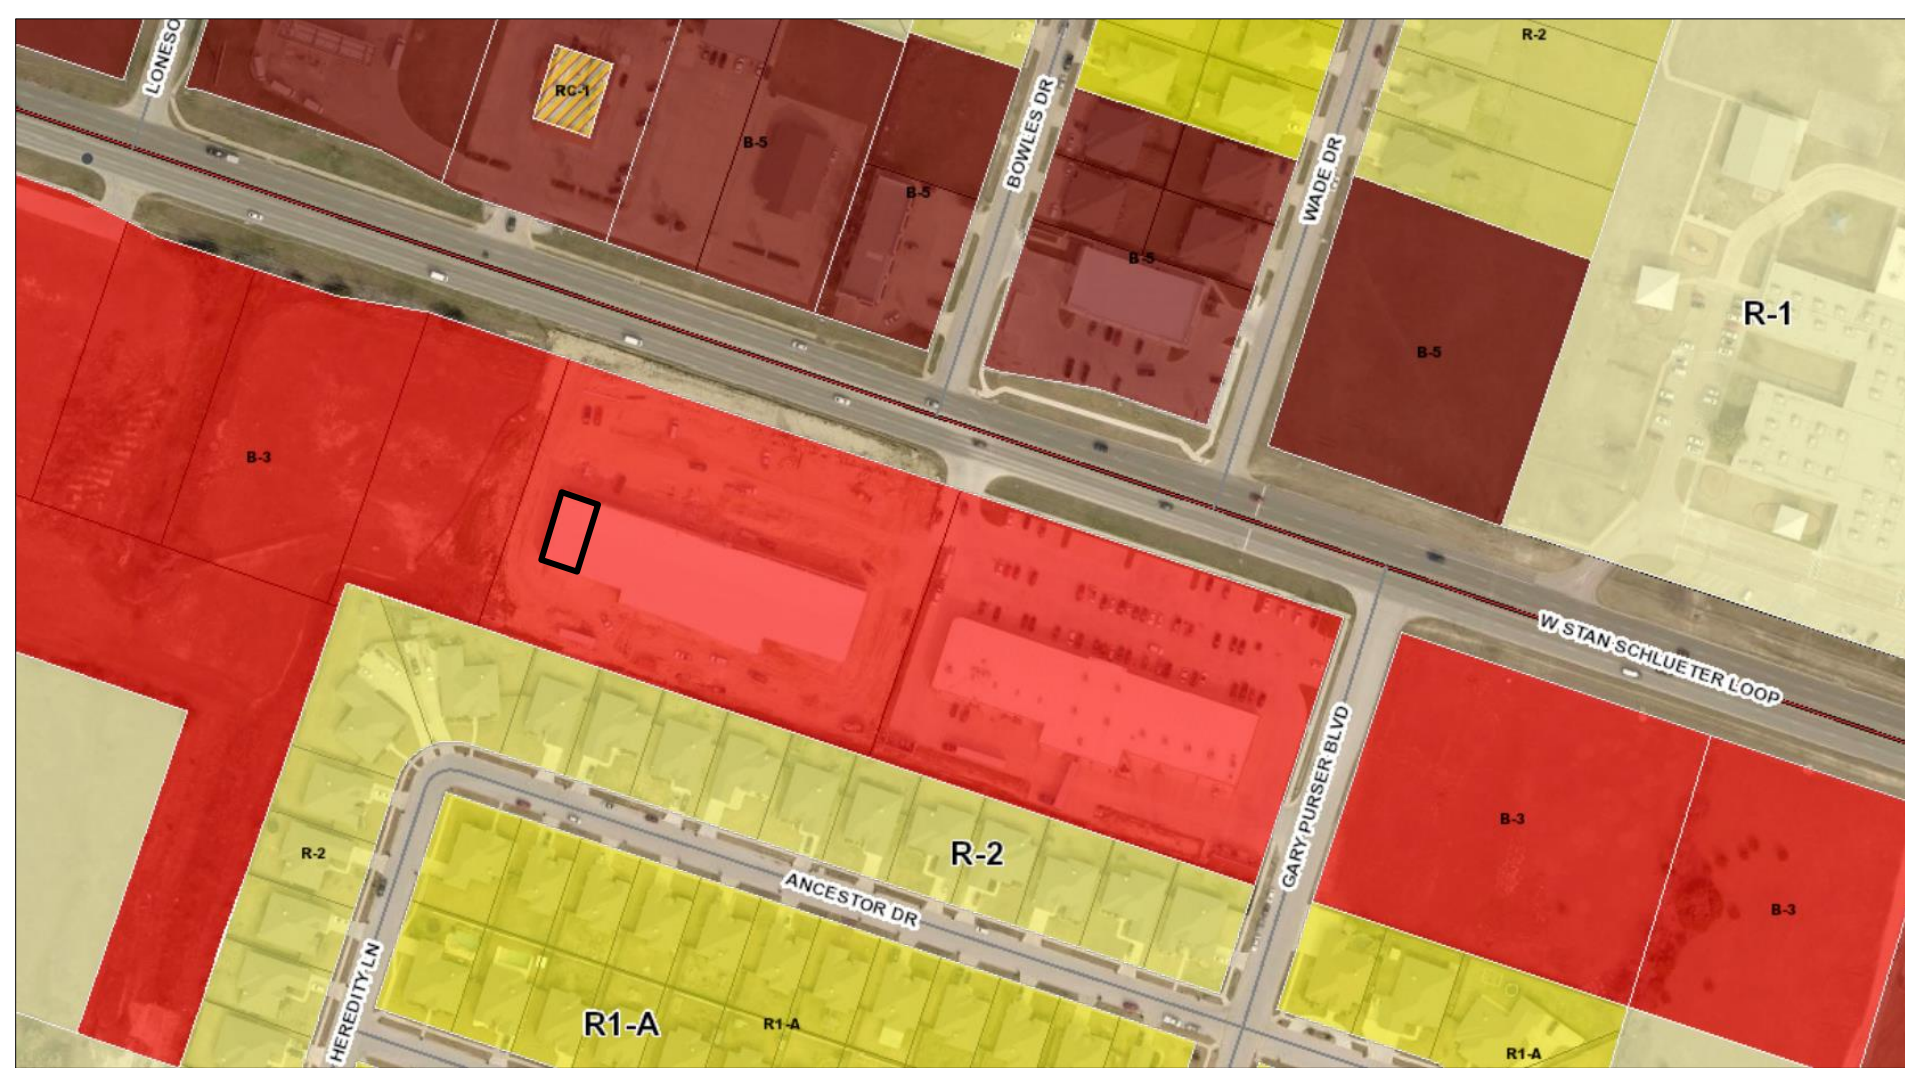 LONESO
R-2
BOWLES DR
RC-1
B-5
WADE DR
B-5
B-5
R-1
B-5
B-3
W STAN SCHLUETER LOOP
GARY PURSER BLVD
B-3
R-2
R-2
ANCESTOR DR
B-3
HEREDITY LN
R1-A
R1-A
R1-A